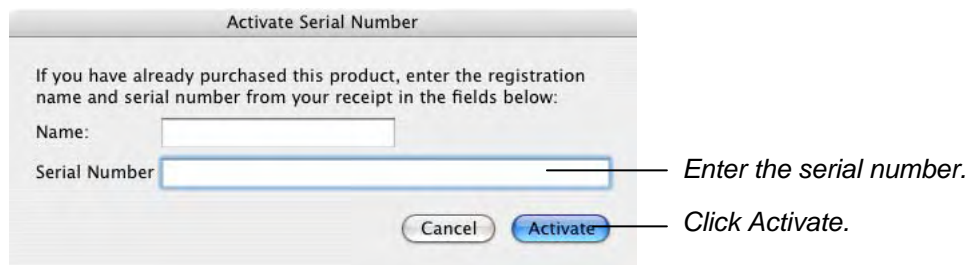 Activate Serial Number
If you have already purchased this product, enter the registration
name and serial number from your receipt in the fields below:
Name:
Serial Number
Enter the serial number.
Cancel
Activate
Click Activate.